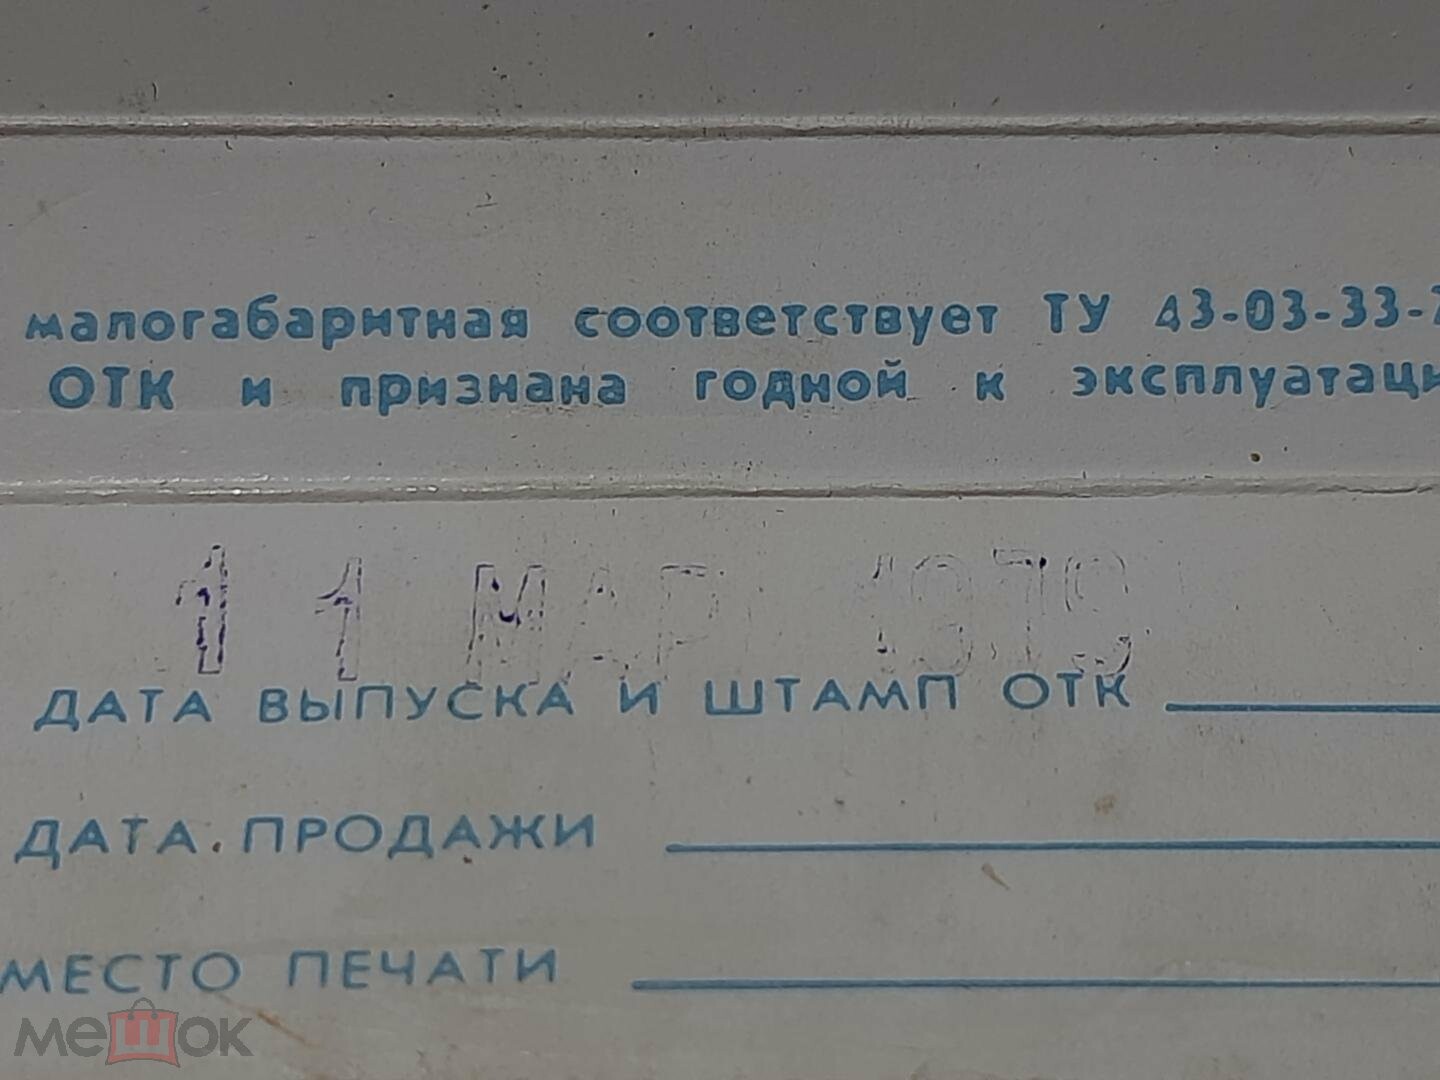 малогабаритная соответствует ТУ 43-03-33-7
ОТК и признана годной к эксплуатаци
11 МАР 1979
ДАТА ВЫПУСКА И ШТАМП ОТК
ДАТА ПРОДАЖИ
МЕСТО ПЕЧАТИ
мешок